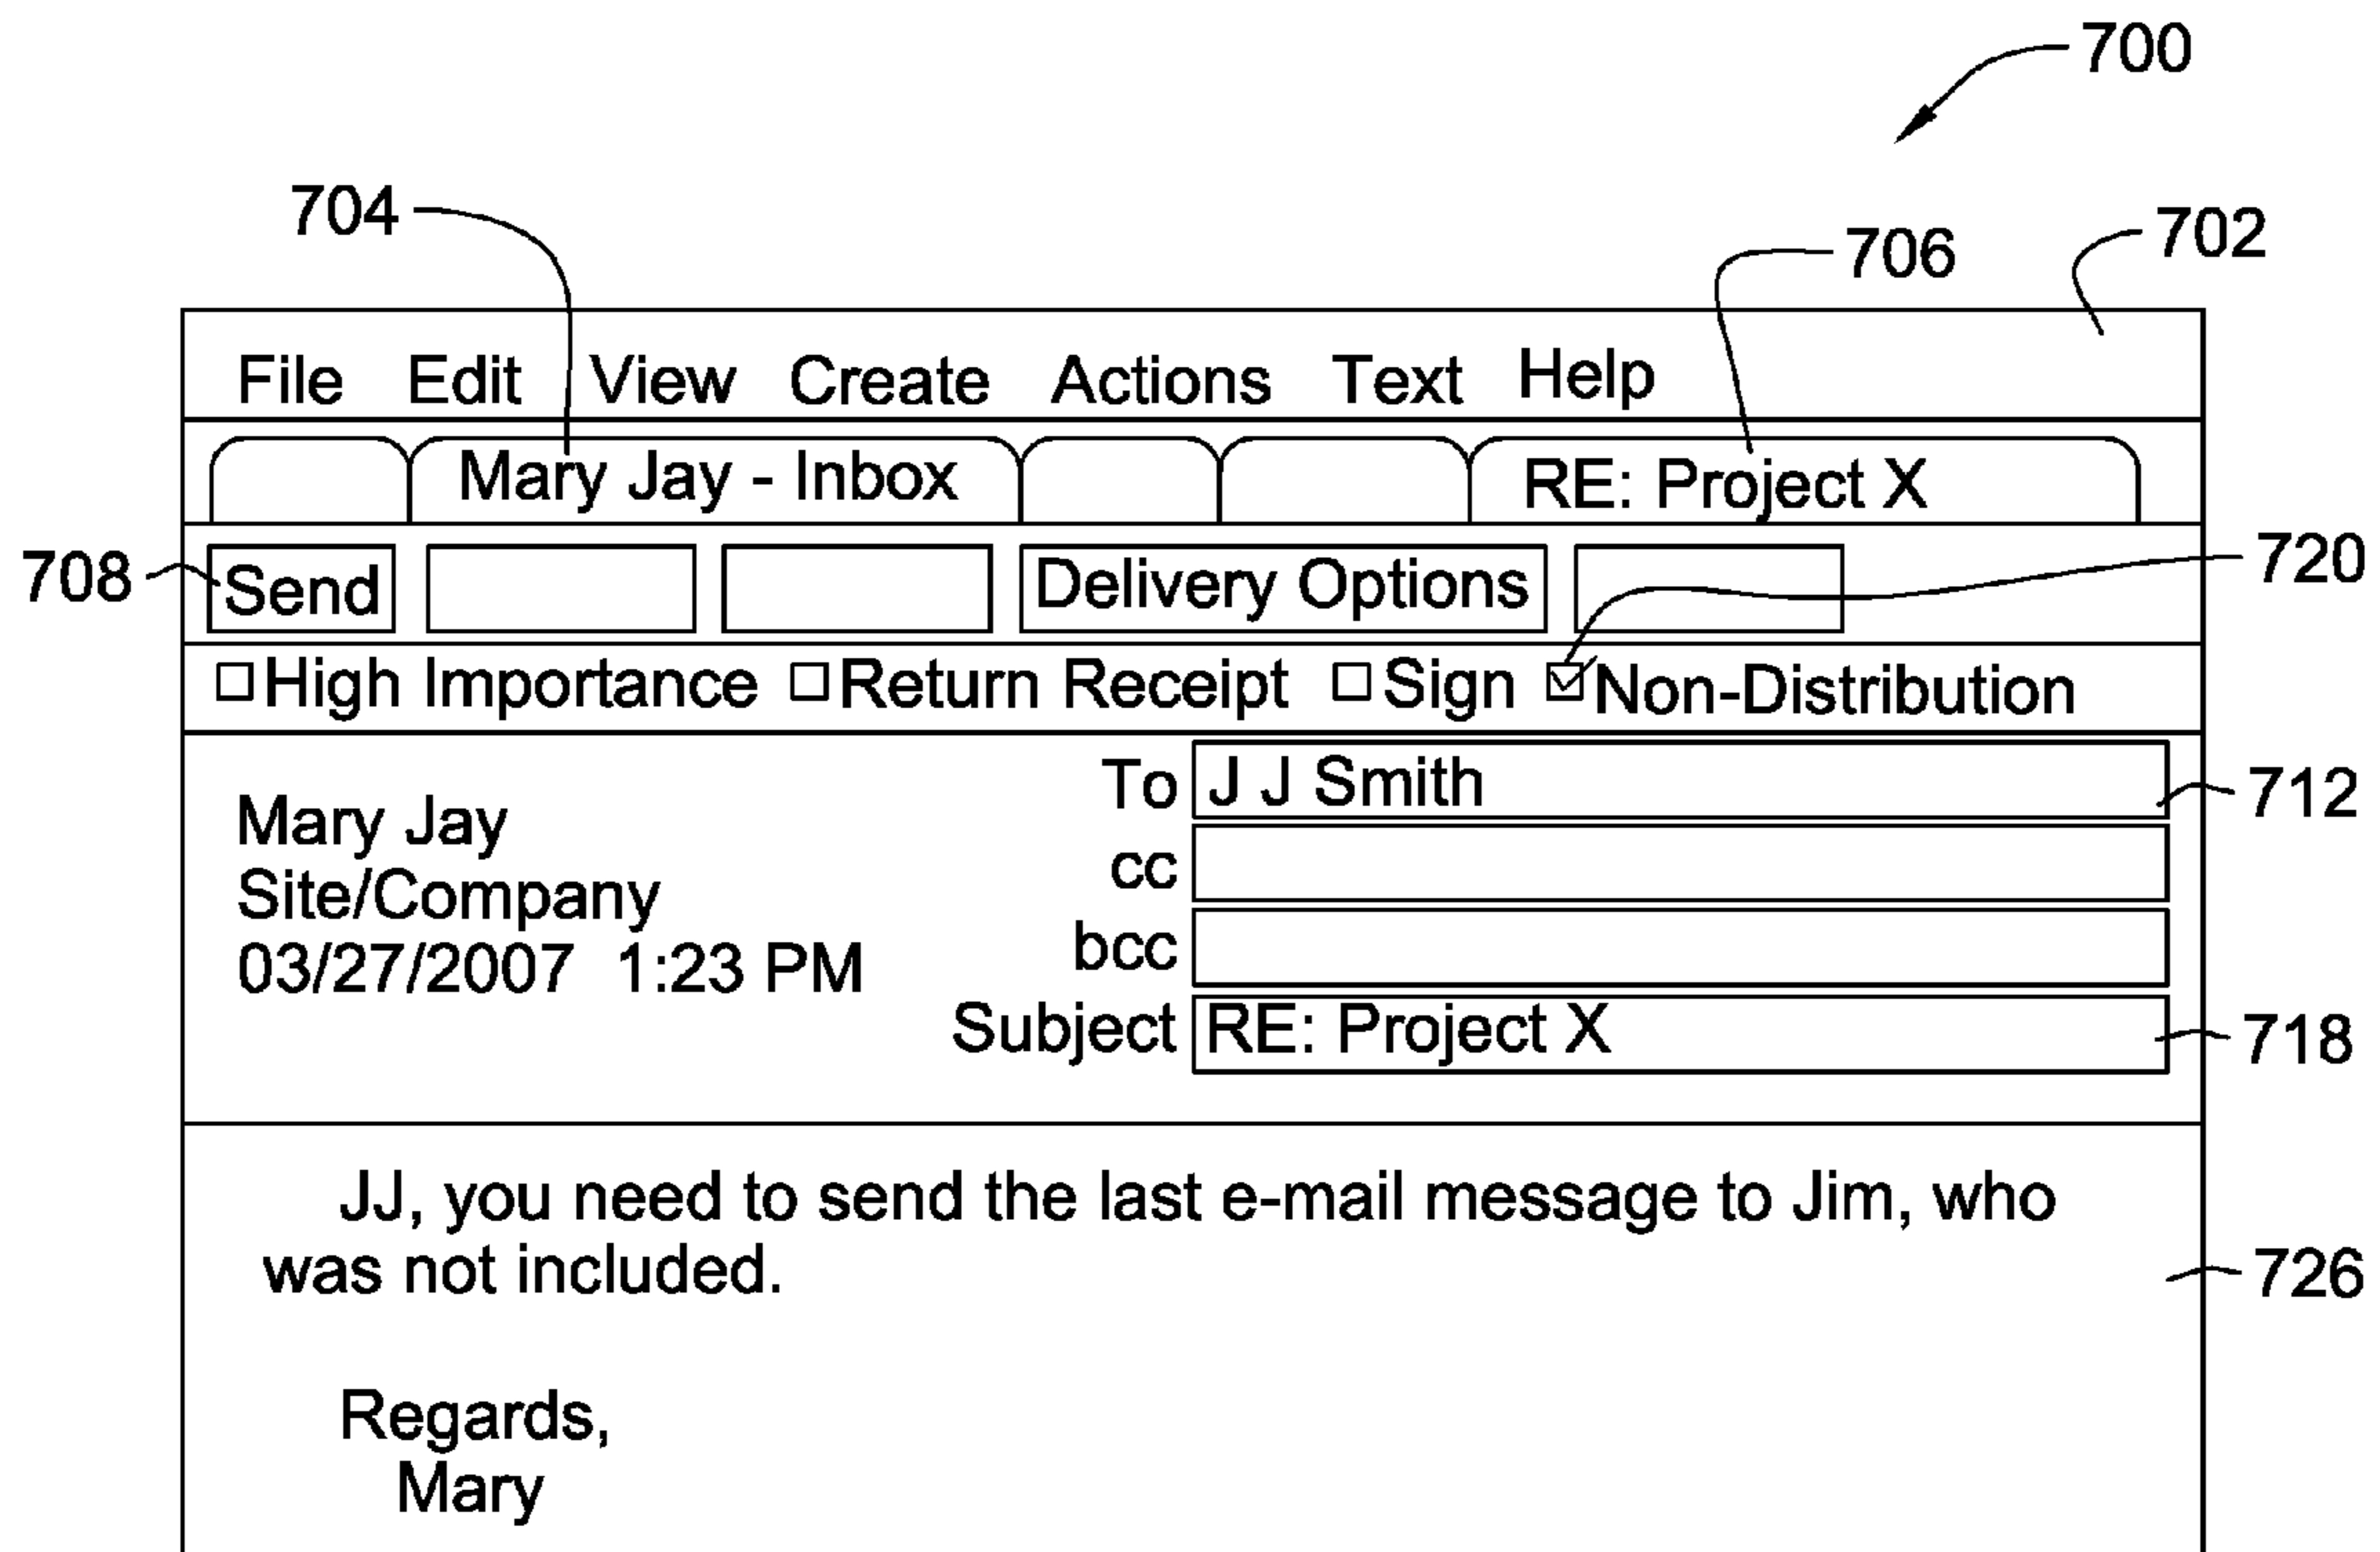 700
704
706
702
File Edit View Create Actions Text Help
Mary Jay - Inbox RE: Project X
708 Send Delivery Options 720
High Importance Return Receipt Sign Non-Distribution
To J J Smith 712
Mary Jay
cc
Site/Company
bcc
03/27/2007 1:23 PM
Subject RE: Project X 718
JJ, you need to send the last e-mail message to Jim, who
was not included. 726
Regards,
Mary